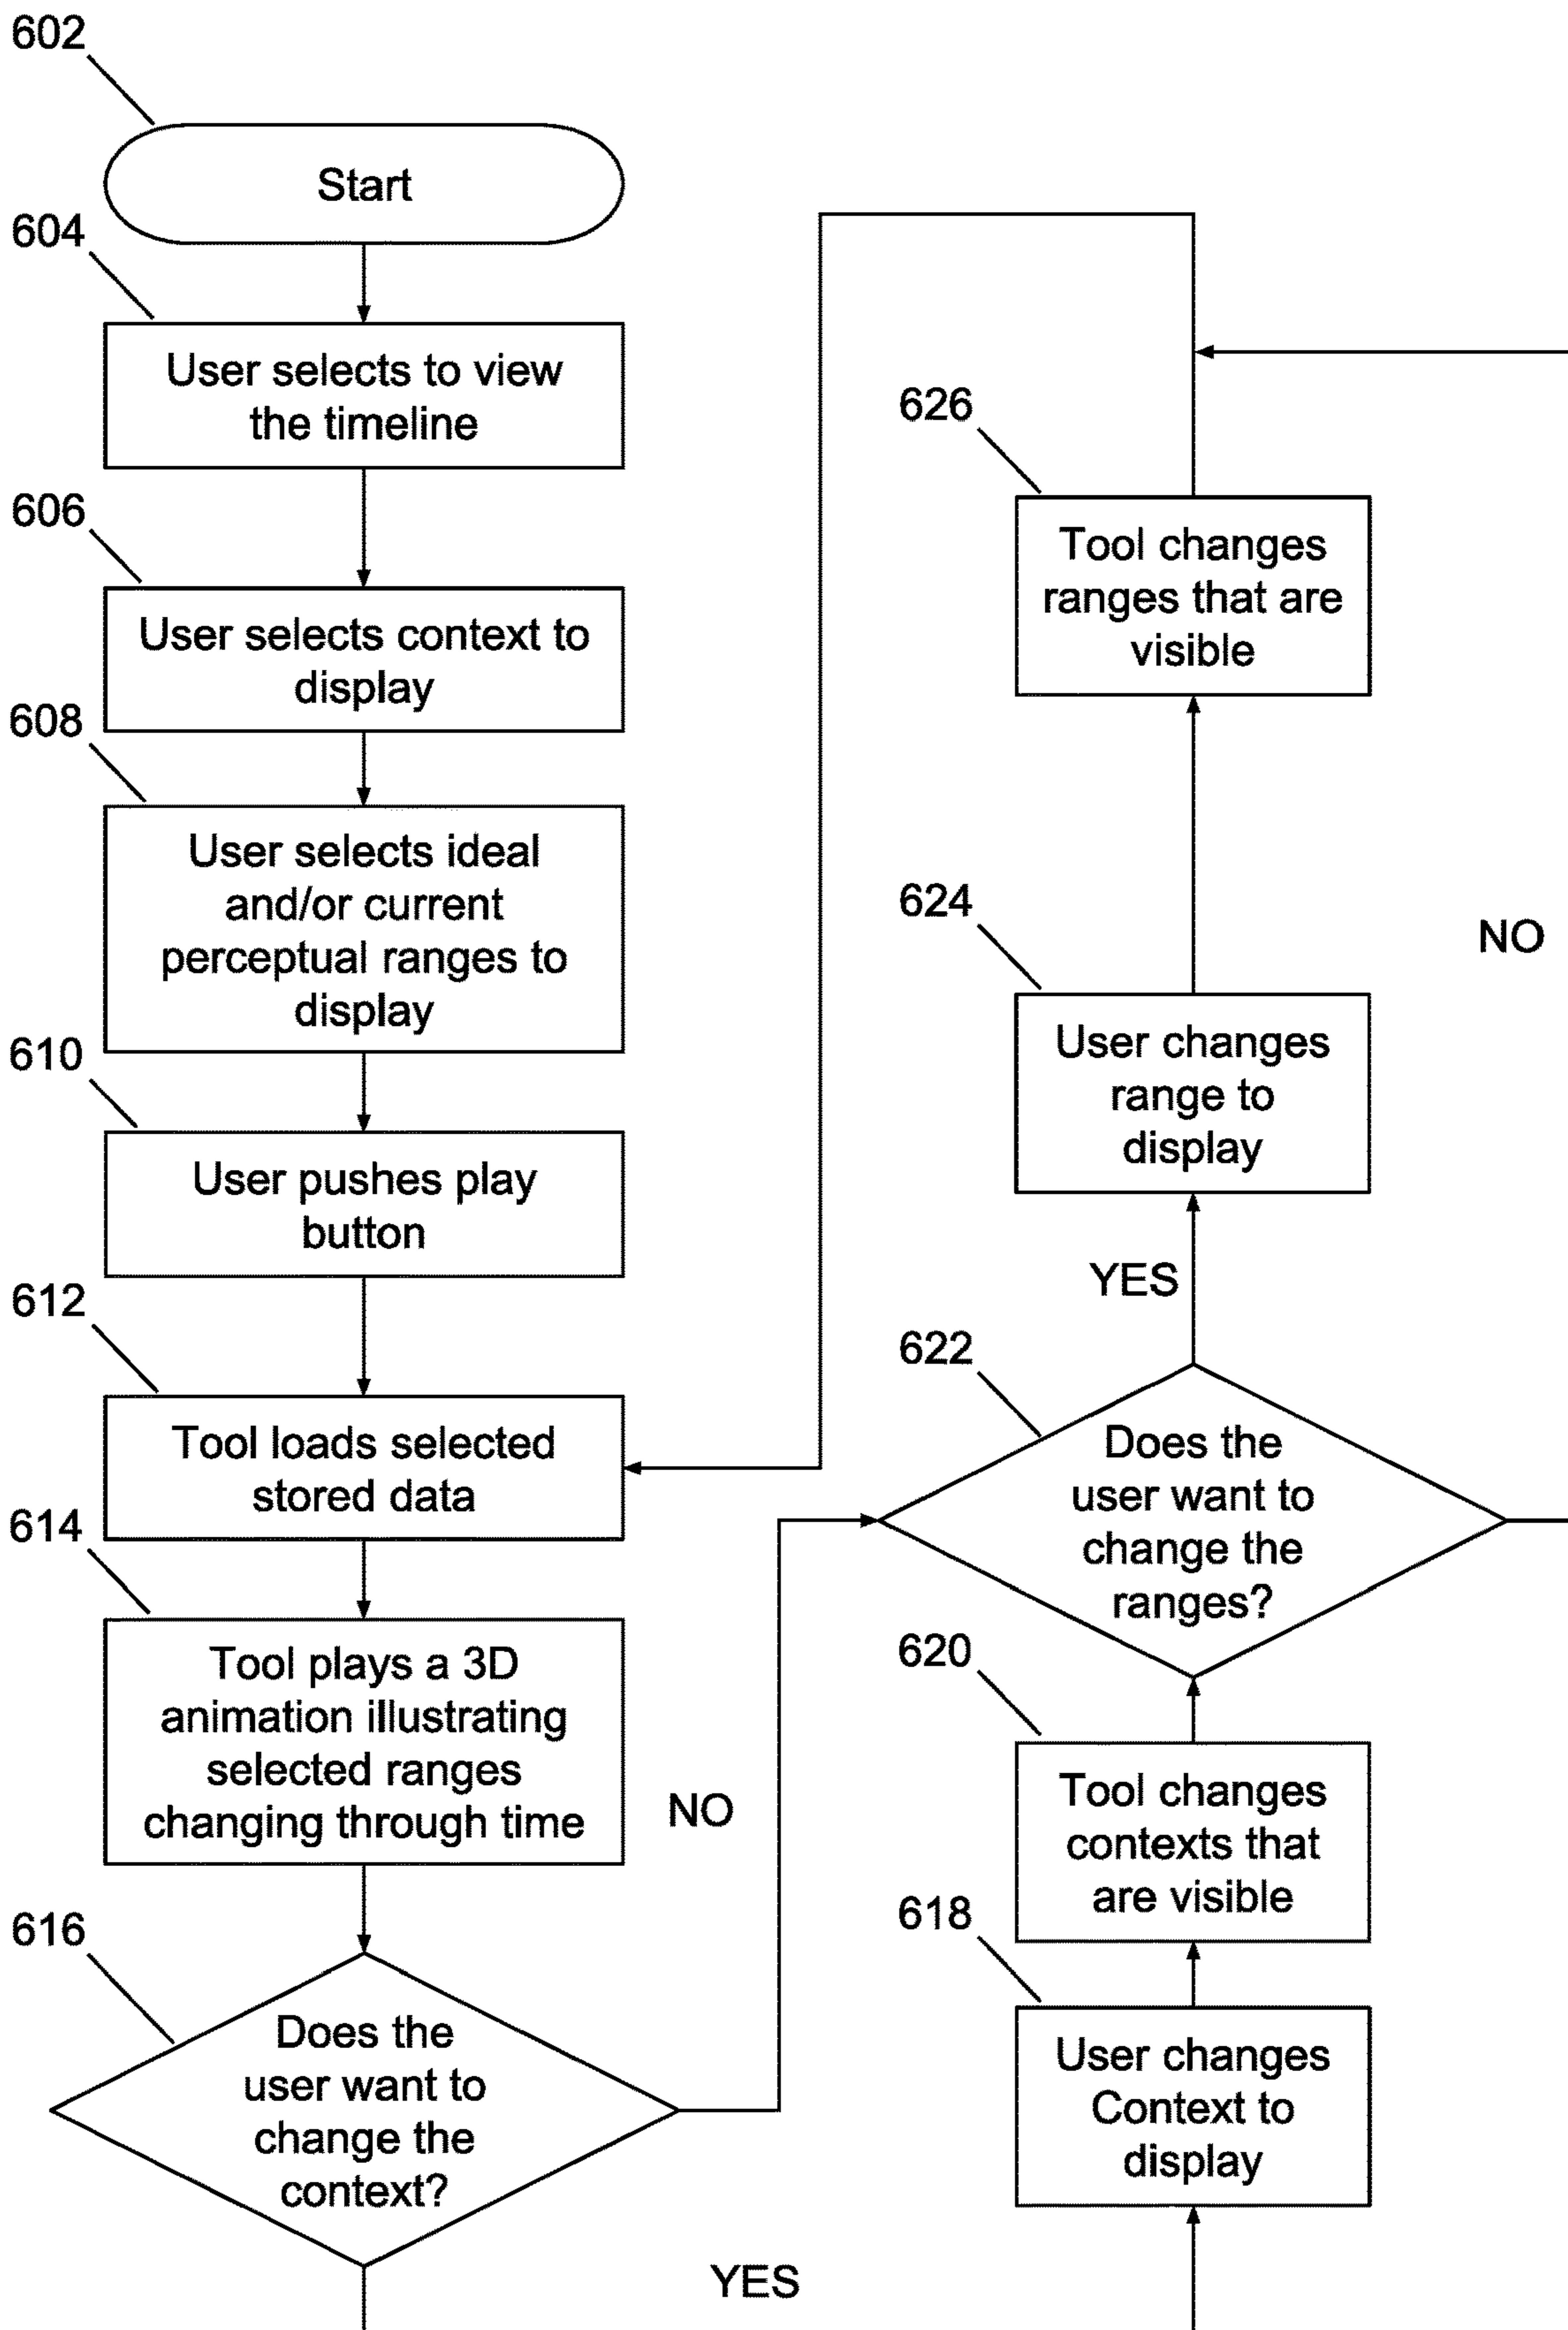 602
Start
604
User selects to view
the timeline
606
User selects context to
display
608
User selects ideal
and/or current
perceptual ranges to
display
610
User pushes play
button
612
Tool loads selected
stored data
614
Tool plays a 3D
animation illustrating
selected ranges
changing through time
616
Does the
user want to
change the
context?
NO
YES
618
User changes
Context to
display
620
Tool changes
contexts that
are visible
622
Does the
user want to
change the
ranges?
YES
NO
624
User changes
range to
display
626
Tool changes
ranges that are
visible